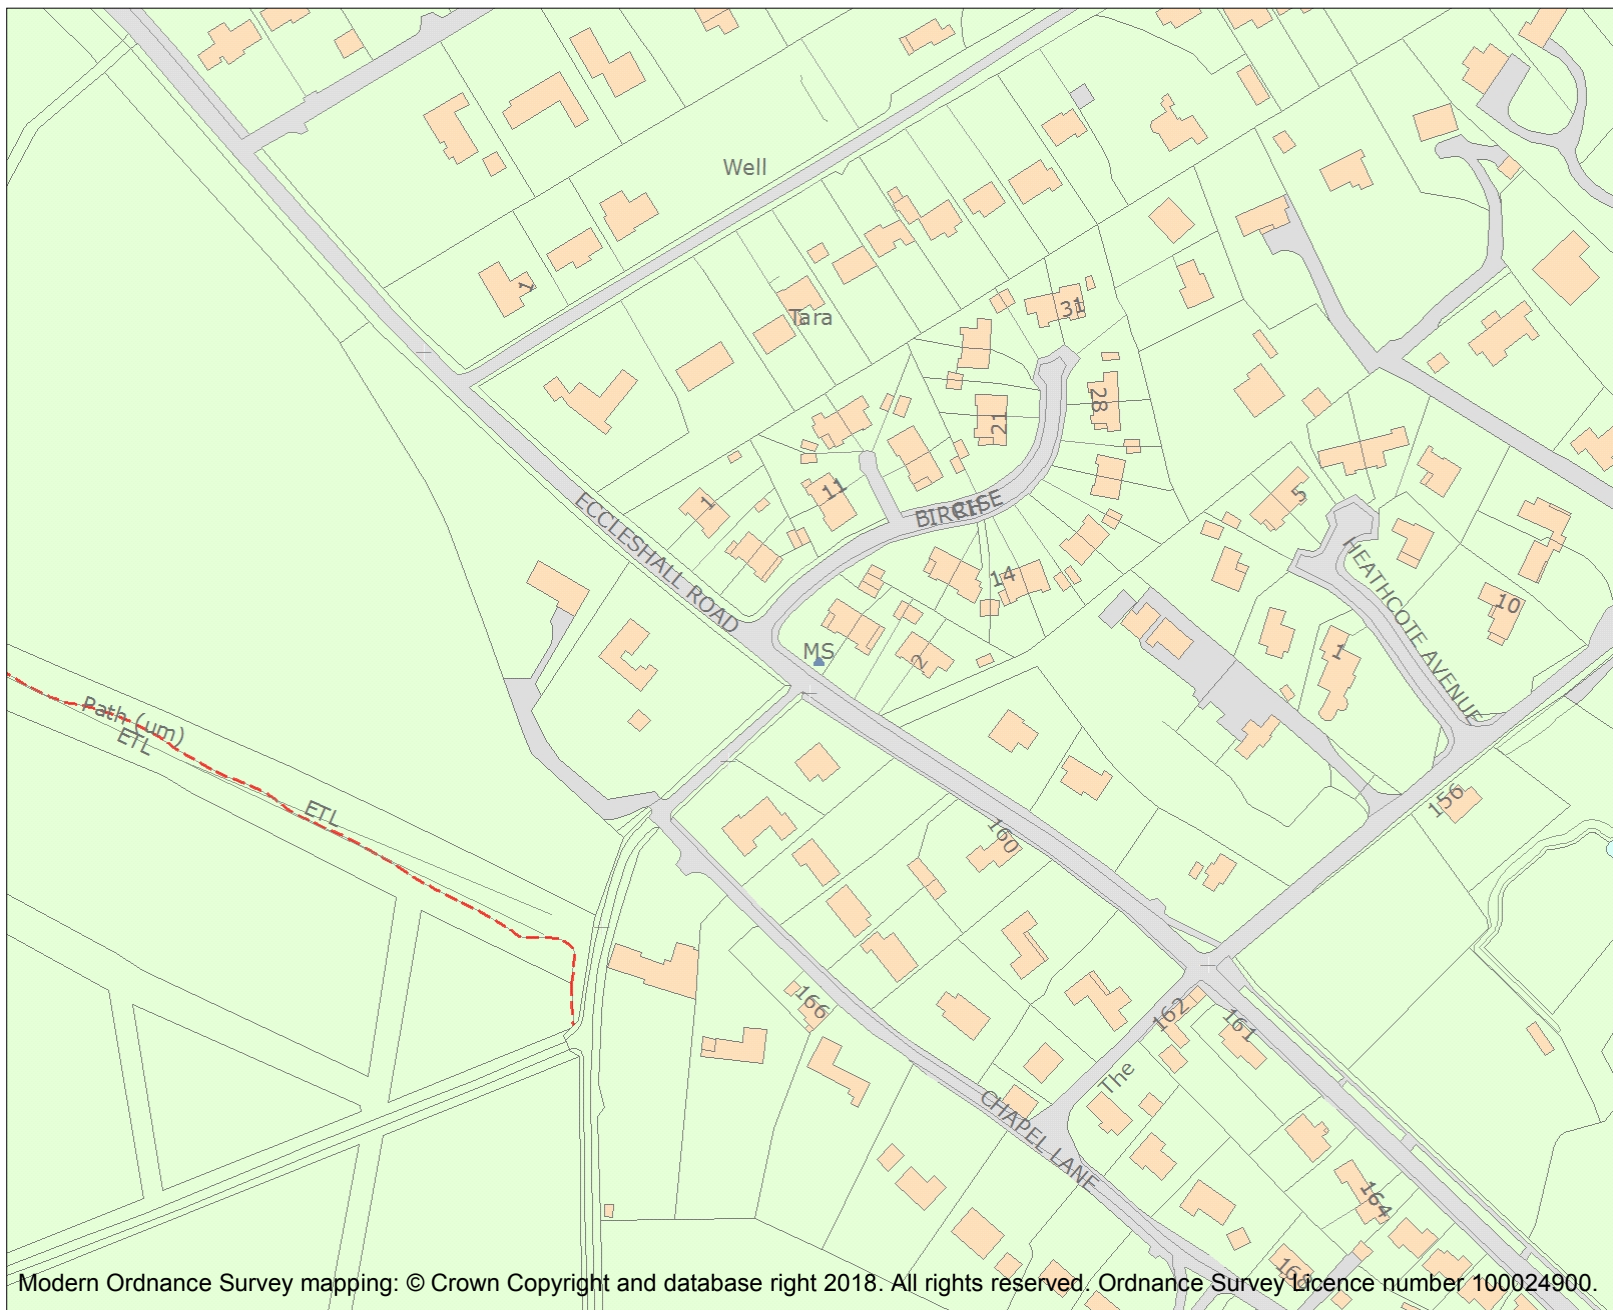 Well
1
Tara
31
28
21
1
11
BIRCH
RISE
ECCLESHALL ROAD
5
HEATHCOTE AVENUE
14
10
MS
2
1
Path (um)
ETL
ETL
160
156
166
162
161
The
CHAPEL LANE
164
168
Modern Ordnance Survey mapping: © Crown Copyright and database right 2018. All rights reserved. Ordnance Survey Licence number 100024900.